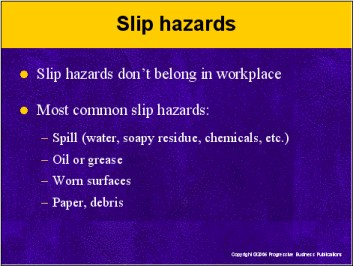 Slip hazards
Slip hazards don't belong in workplace
Most common slip hazards:
– Spill (water, soapy residue, chemicals, etc.)
– Oil or grease
– Worn surfaces
– Paper, debris
Copyright ©2004 Progressive Business Publications